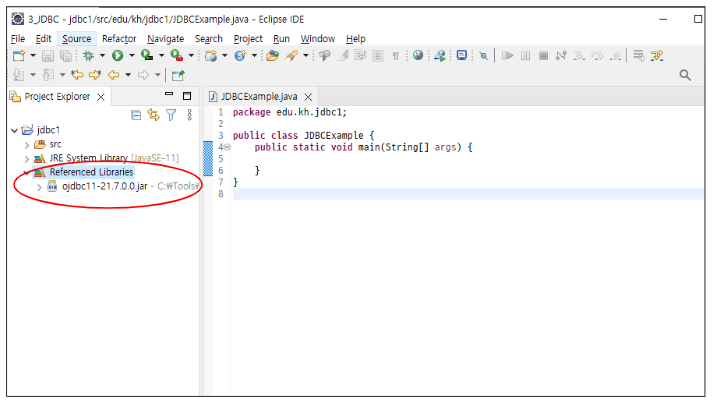 3_JDBC - jdbc1/src/edu/kh/jdbc1/JDBCExample.java - Eclipse IDE
File Edit Source Refactor Navigate Search Project Run Window Help
Project Explorer
JDBCExample.java
jdbc1
src
JRE System Library [JavaSE-11]
Referenced Libraries
ojdbc11-21.7.0.0.jar - C:₩Tools₩
1 package edu.kh.jdbc1;
2
3 public class JDBCExample {
4 public static void main(String[] args) {
5
6 }
7 }
8